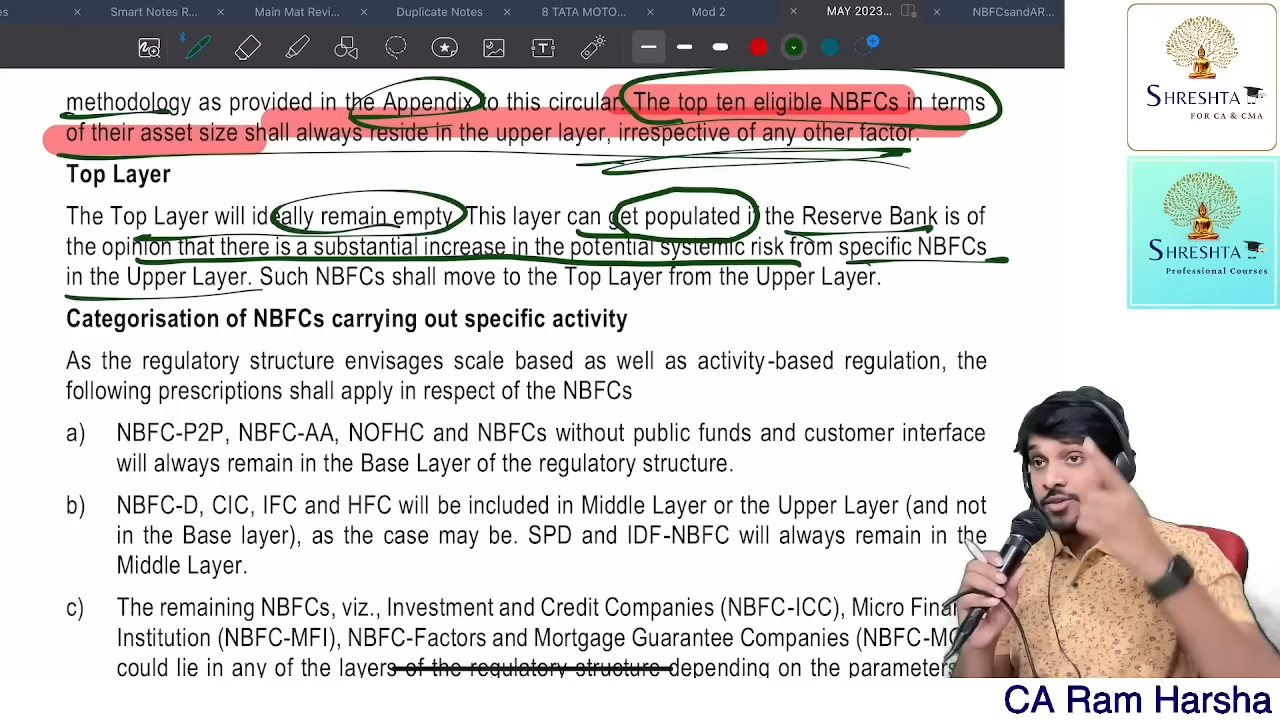 es
Smart Notes R...
Main Mat Revi...
Duplicate Notes
8 TATA MOTO...
Mod 2
MAY 2023...
NBFCsandAR...
methodology as provided in the Appendix to this circular. The top ten eligible NBFCs in terms
of their asset size shall always reside in the upper layer, irrespective of any other factor.
Top Layer
The Top Layer will ideally remain empty. This layer can get populated if the Reserve Bank is of
the opinion that there is a substantial increase in the potential systemic risk from specific NBFCs
in the Upper Layer. Such NBFCs shall move to the Top Layer from the Upper Layer.
Categorisation of NBFCs carrying out specific activity
As the regulatory structure envisages scale based as well as activity-based regulation, the
following prescriptions shall apply in respect of the NBFCs
a) NBFC-P2P, NBFC-AA, NOFHC and NBFCs without public funds and customer interface
will always remain in the Base Layer of the regulatory structure.
b) NBFC-D, CIC, IFC and HFC will be included in Middle Layer or the Upper Layer (and not
in the Base layer), as the case may be. SPD and IDF-NBFC will always remain in the
Middle Layer.
c) The remaining NBFCs, viz., Investment and Credit Companies (NBFC-ICC), Micro Finan
Institution (NBFC-MFI), NBFC-Factors and Mortgage Guarantee Companies (NBFC-MG
could lie in any of the layers of the regulatory structure depending on the parameters
SHRESHTA
FOR CA & CMA
SHRESHTA
Professional Courses
CA Ram Harsha